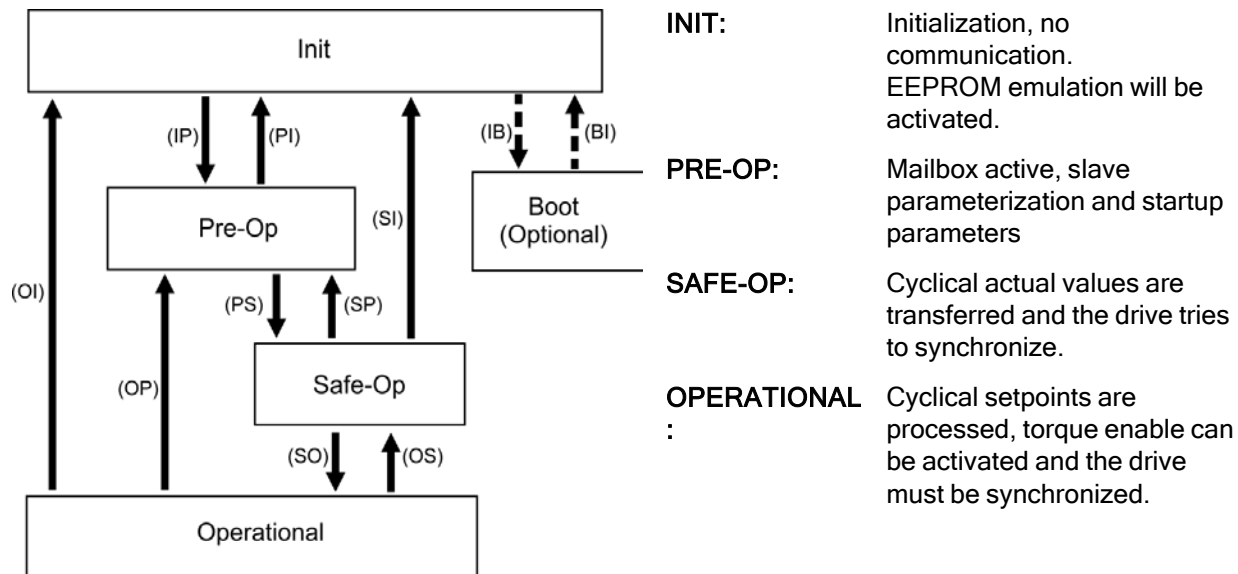 Init
(IP)
(PI)
(IB)
(BI)
Pre-Op
(SI)
Boot
(Optional)
(OI)
(PS)
(SP)
(OP)
Safe-Op
(SO)
(OS)
Operational
INIT:
Initialization, no
communication.
EEPROM emulation will be
activated.
PRE-OP:
Mailbox active, slave
parameterization and startup
parameters
SAFE-OP:
Cyclical actual values are
transferred and the drive tries
to synchronize.
OPERATIONAL
:
Cyclical setpoints are
processed, torque enable can
be activated and the drive
must be synchronized.